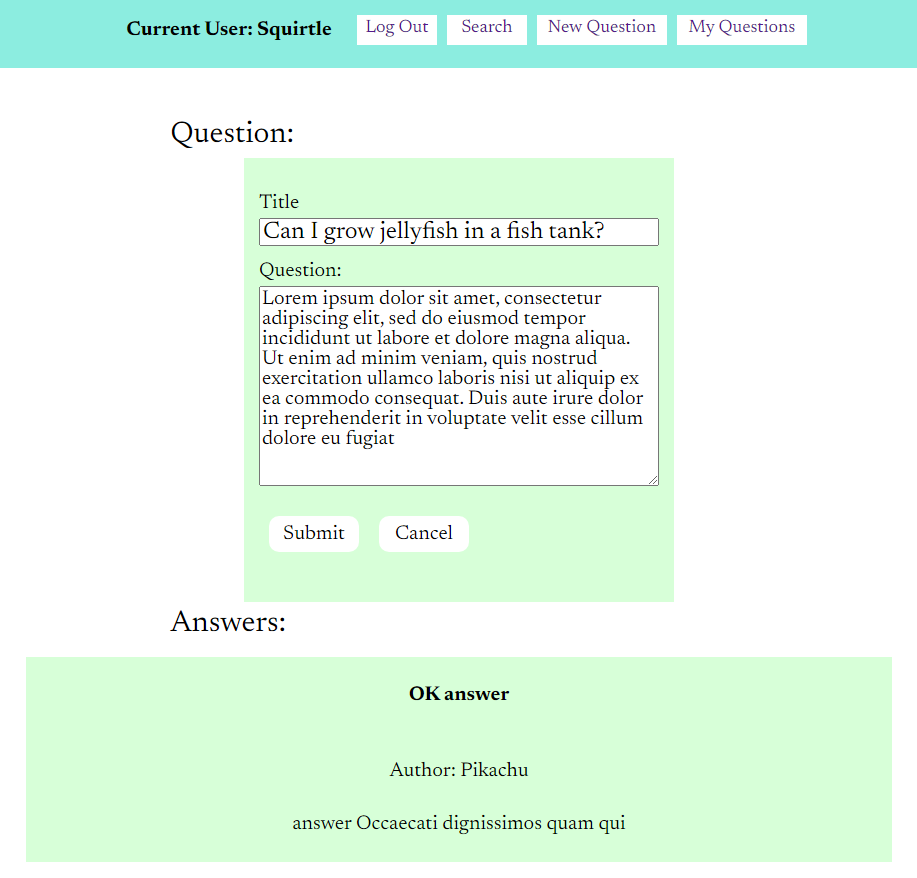 Current User: Squirtle Log Out Search New Question My Questions
Question:
Title
Can I grow jellyfish in a fish tank?
Question:
Lorem ipsum dolor sit amet, consectetur
adipiscing elit, sed do eiusmod tempor
incididunt ut labore et dolore magna aliqua.
Ut enim ad minim veniam, quis nostrud
exercitation ullamco laboris nisi ut aliquip ex
ea commodo consequat. Duis aute irure dolor
in reprehenderit in voluptate velit esse cillum
dolore eu fugiat
Submit Cancel
Answers:
OK answer
Author: Pikachu
answer Occaecati dignissimos quam qui